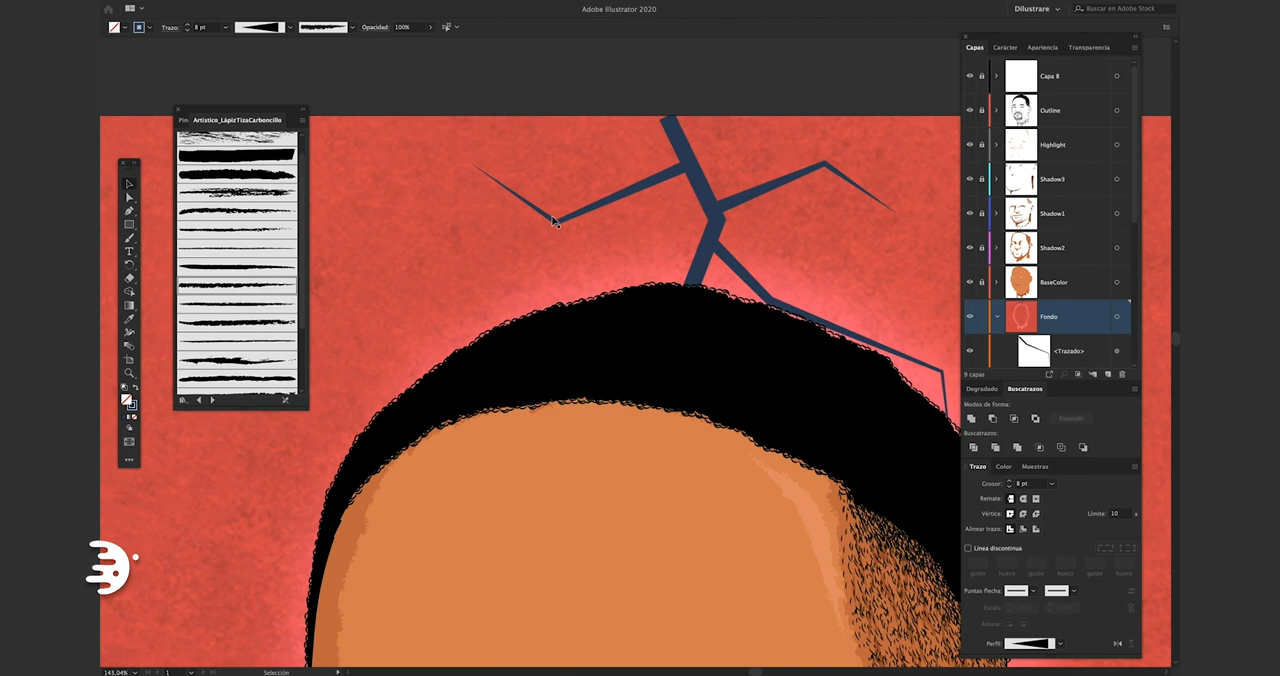 Adobe Illustrator 2020
Dilustrare
Buscar en Adobe Stock
Trazo: 8 pt
Opacidad: 100%
Pin Artistico_LápizTizaCarboncillo
Capas Carácter Apariencia Transparencia
Capa 8
Outline
Highlight
Shadow3
Shadow1
Shadow2
BaseColor
Fondo
<Trazado>
9 capas
Degradado Buscatrazos
Modos de forma:
Expandir
Buscatrazos:
Trazo Color Muestras
Grosor: 8 pt
Remate:
Vértice: Límite: 10 x
Alinear trazo:
Línea discontinua
guión hueco guión hueco guión hueco
Puntas flecha:
Escala:
Alinear:
Perfil:
143,04% 1 Selección